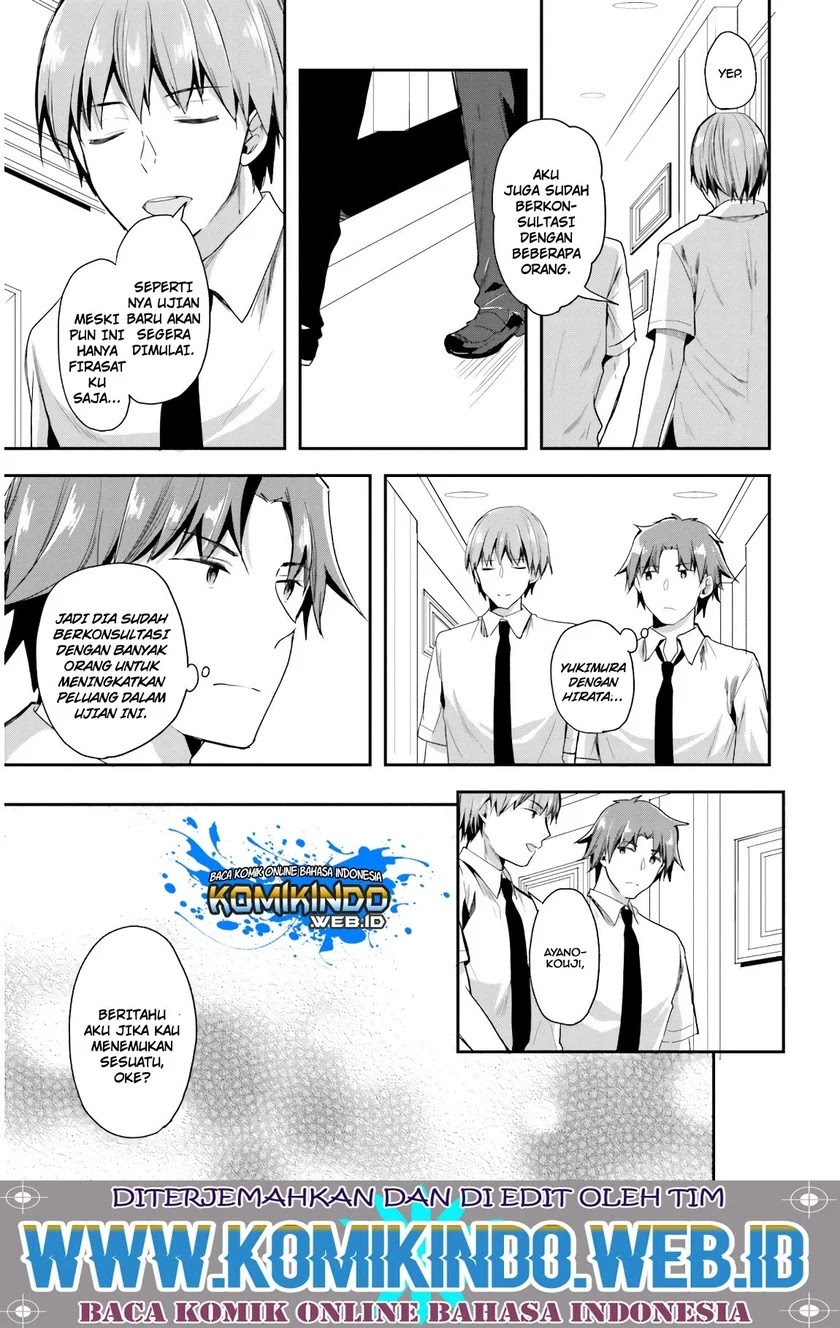 YEP.
AKU
JUGA SUDAH
BERKON-
SULTASI
DENGAN
BEBERAPA
ORANG.
SEPERTI
NYA UJIAN
BARU AKAN
SEGERA
DIMULAI.
MESKI
PUN INI
HANYA
FIRASAT
KU
SAJA...
YUKIMURA
DENGAN
HIRATA...
JADI DIA SUDAH
BERKONSULTASI
DENGAN BANYAK
ORANG UNTUK
MENINGKATKAN
PELUANG DALAM
UJIAN INI.
AYANO-
KOUJI,
BERITAHU
AKU JIKA KAU
MENEMUKAN
SESUATU,
OKE?
BACA KOMIK ONLINE BAHASA INDONESIA
KOMIKINDO
.WEB.ID
DITERJEMAHKAN DAN DI EDIT OLEH TIM
WWW.KOMIKINDO.WEB.ID
BACA KOMIK ONLINE BAHASA INDONESIA